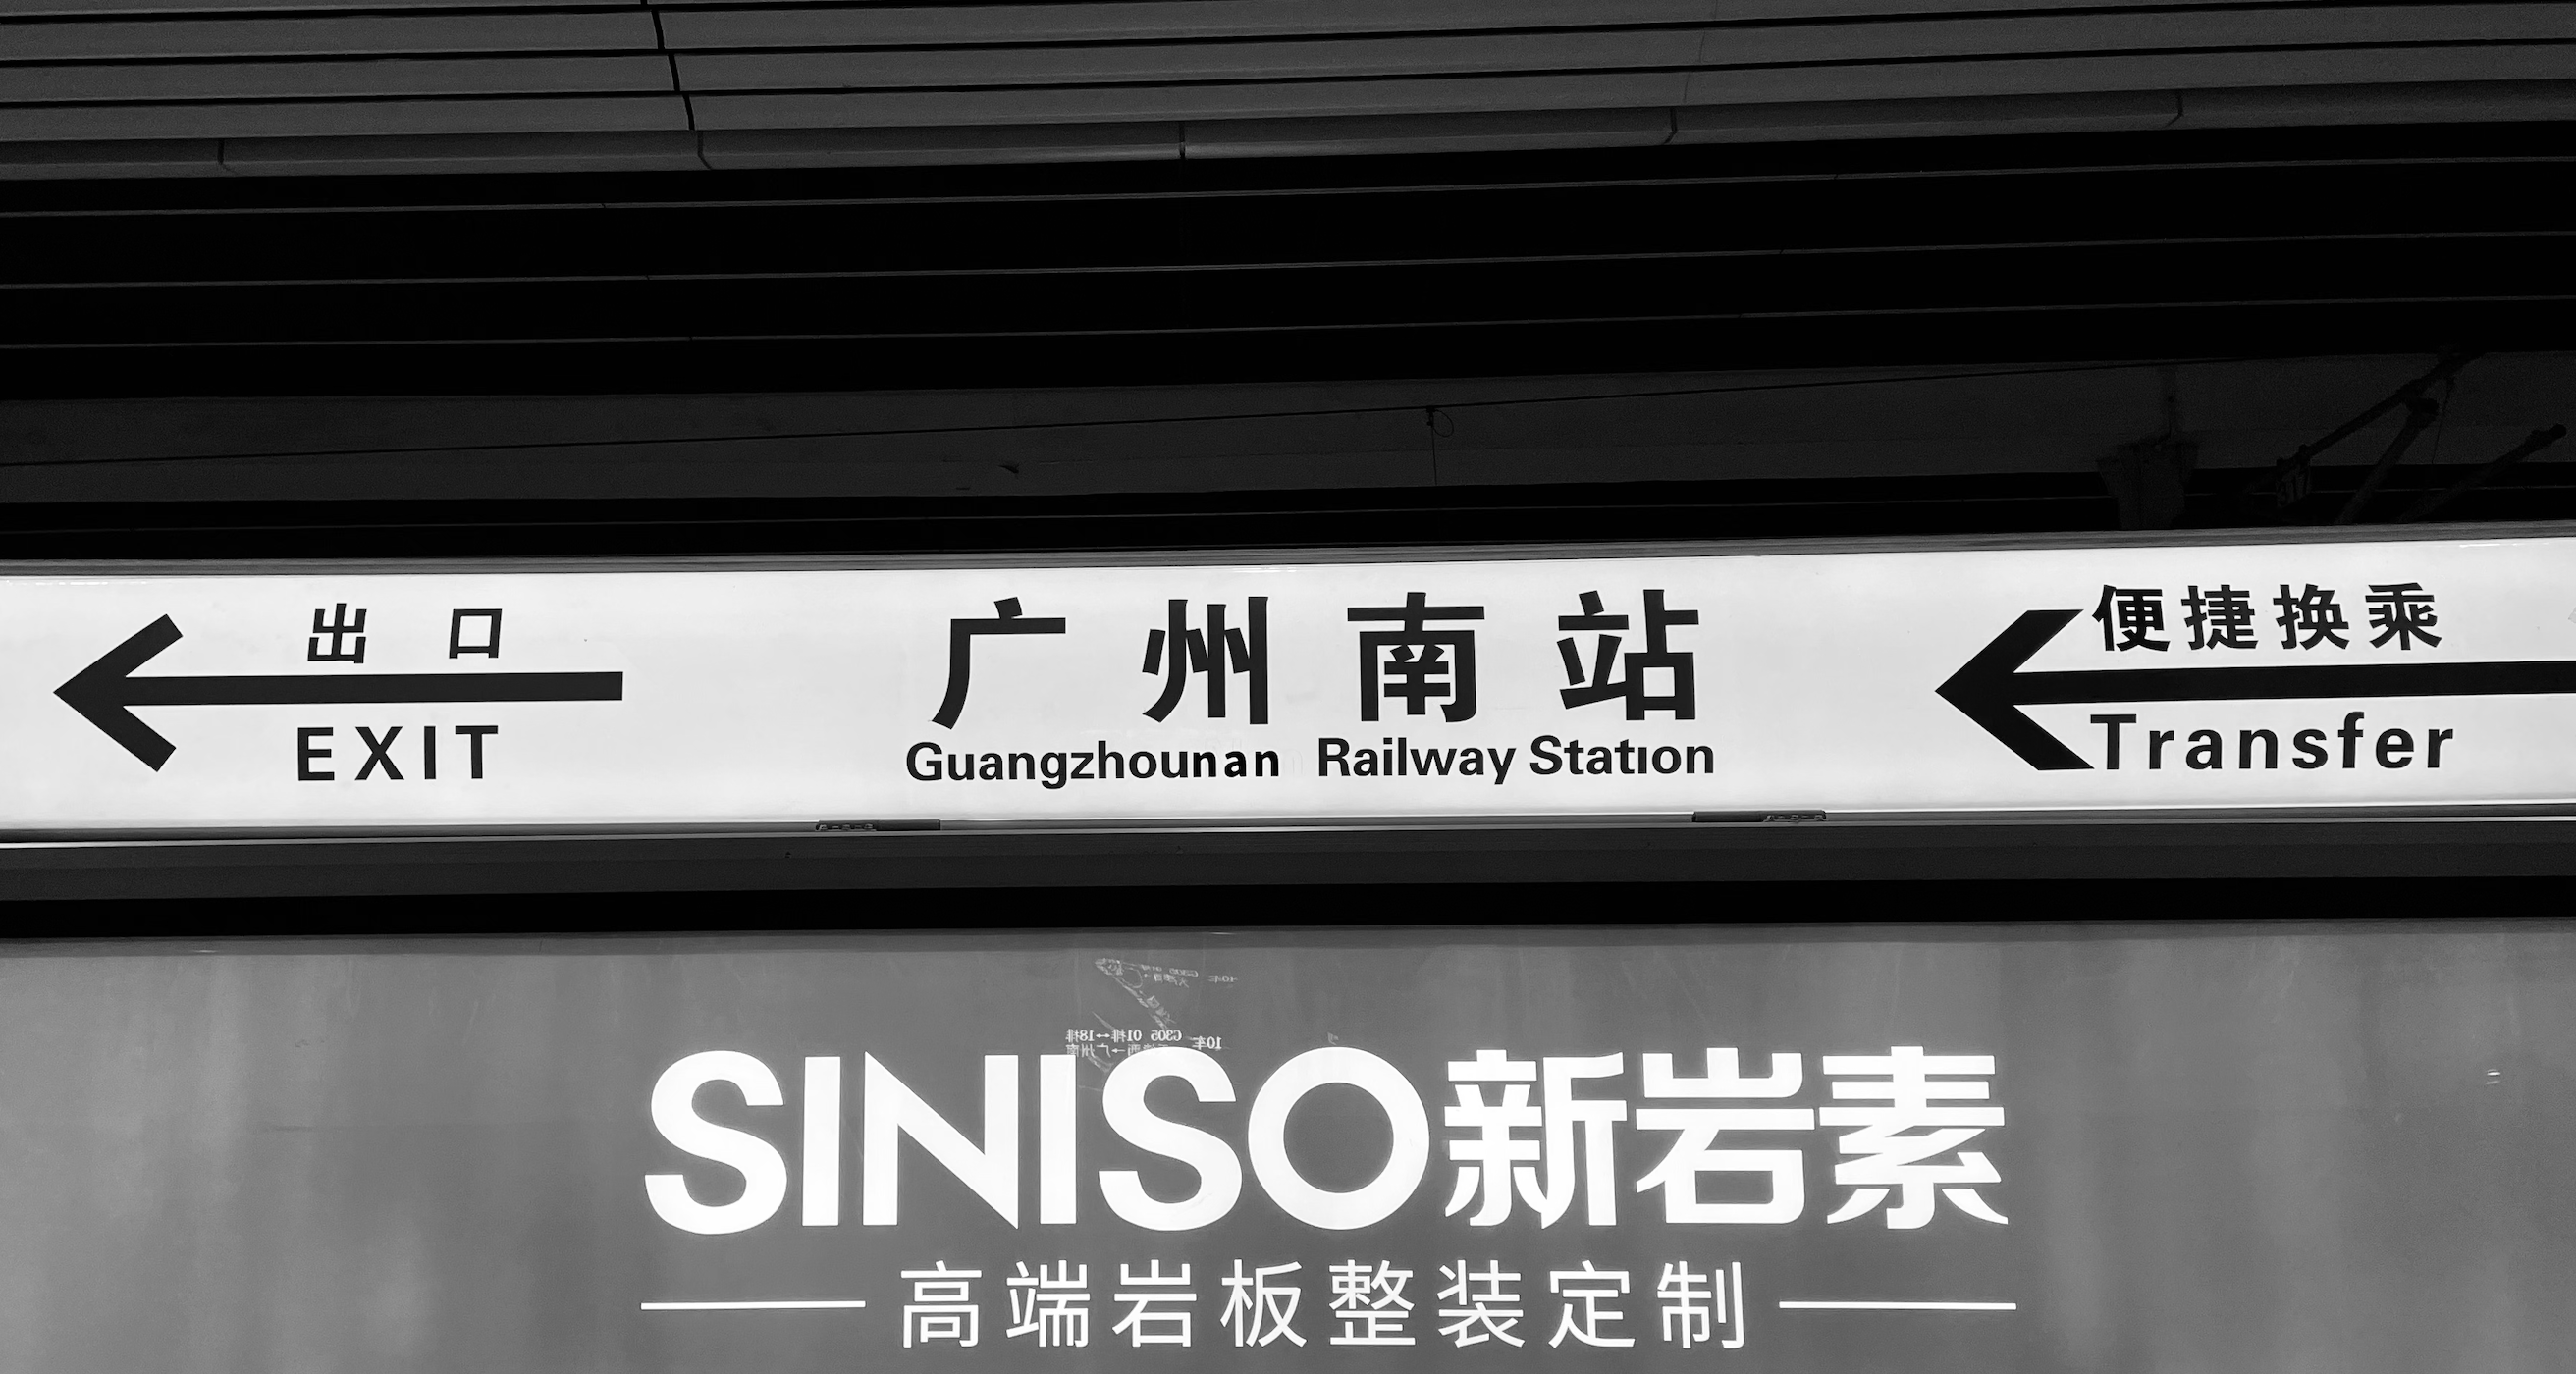 出口
EXIT
广州南站
Guangzhounan Railway Station
便捷换乘
Transfer
SINISO新岩素
高端岩板整装定制